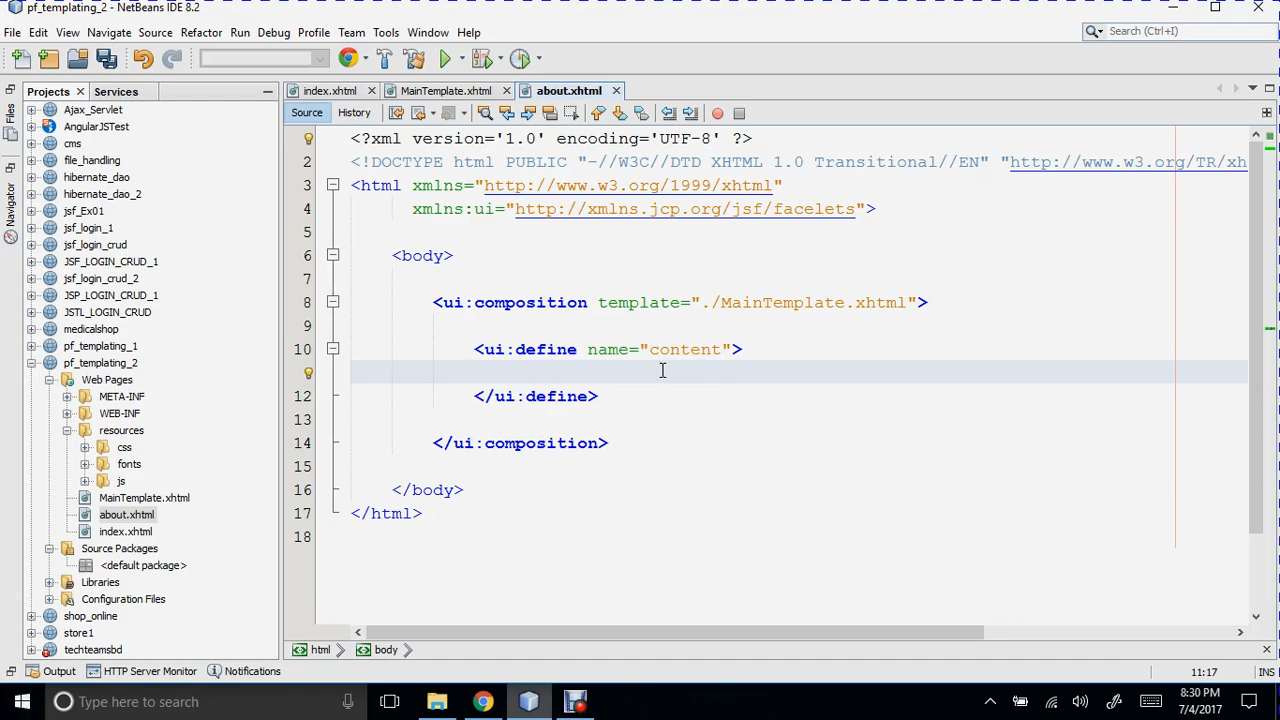 pf_templating_2 - NetBeans IDE 8.2
File Edit View Navigate Source Refactor Run Debug Profile Team Tools Window Help
Search (Ctrl+I)
Projects Services
index.xhtml MainTemplate.xhtml about.xhtml
Source History
Files
Navigator
Ajax_Servlet
AngularJSTest
cms
file_handling
hibernate_dao
hibernate_dao_2
jsf_Ex01
jsf_login_1
jsf_login_crud
JSF_LOGIN_CRUD_1
jsf_login_crud_2
JSP_LOGIN_CRUD_1
JSTL_LOGIN_CRUD
medicalshop
pf_templating_1
pf_templating_2
Web Pages
META-INF
WEB-INF
resources
css
fonts
js
MainTemplate.xhtml
about.xhtml
index.xhtml
Source Packages
<default package>
Libraries
Configuration Files
shop_online
store1
techteamsbd
<?xml version='1.0' encoding='UTF-8' ?>
2 <!DOCTYPE html PUBLIC "-//W3C//DTD XHTML 1.0 Transitional//EN" "http://www.w3.org/TR/xh
3 <html xmlns="http://www.w3.org/1999/xhtml"
4 xmlns:ui="http://xmlns.jcp.org/jsf/facelets">
5
6 <body>
7
8 <ui:composition template="./MainTemplate.xhtml">
9
10 <ui:define name="content">
12 </ui:define>
13
14 </ui:composition>
15
16 </body>
17 </html>
18
html body
Output HTTP Server Monitor Notifications
11:17 INS
Type here to search
8:30 PM
7/4/2017